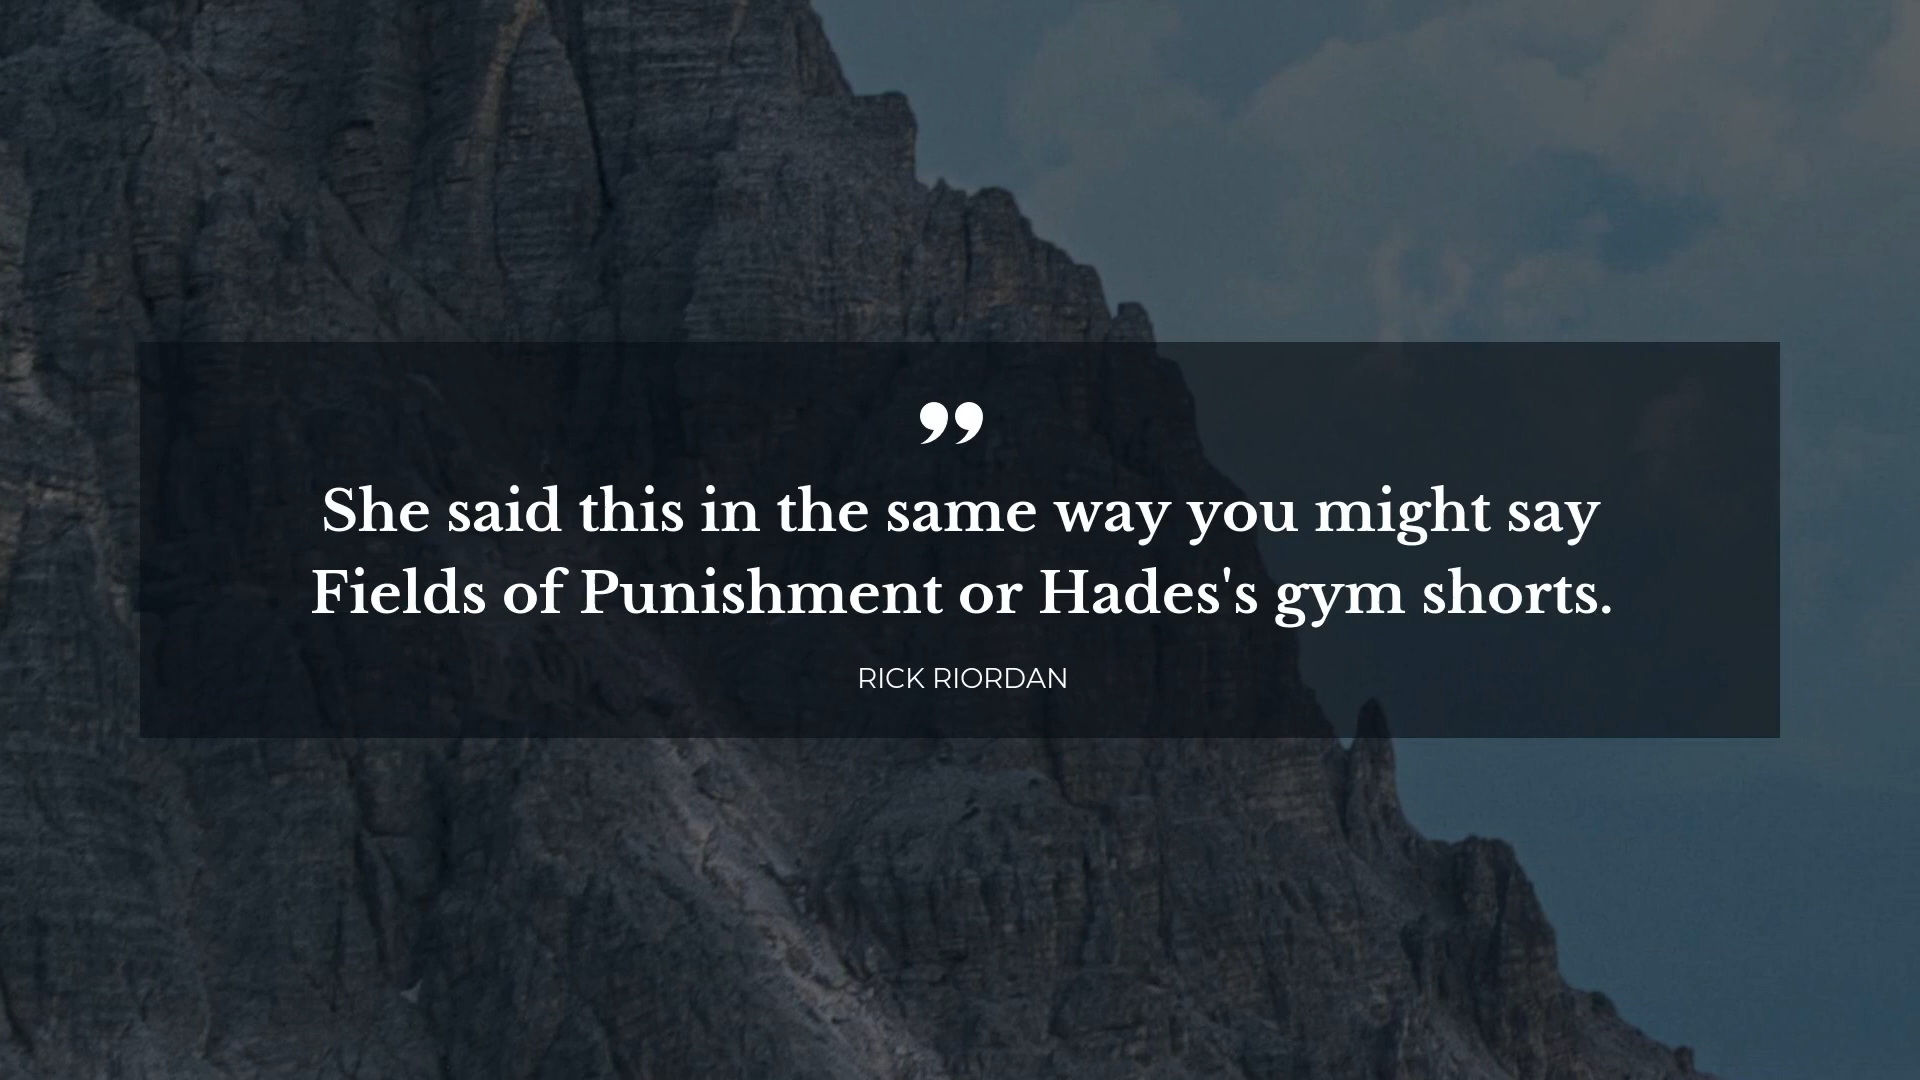 ”
She said this in the same way you might say
Fields of Punishment or Hades's gym shorts.
RICK RIORDAN